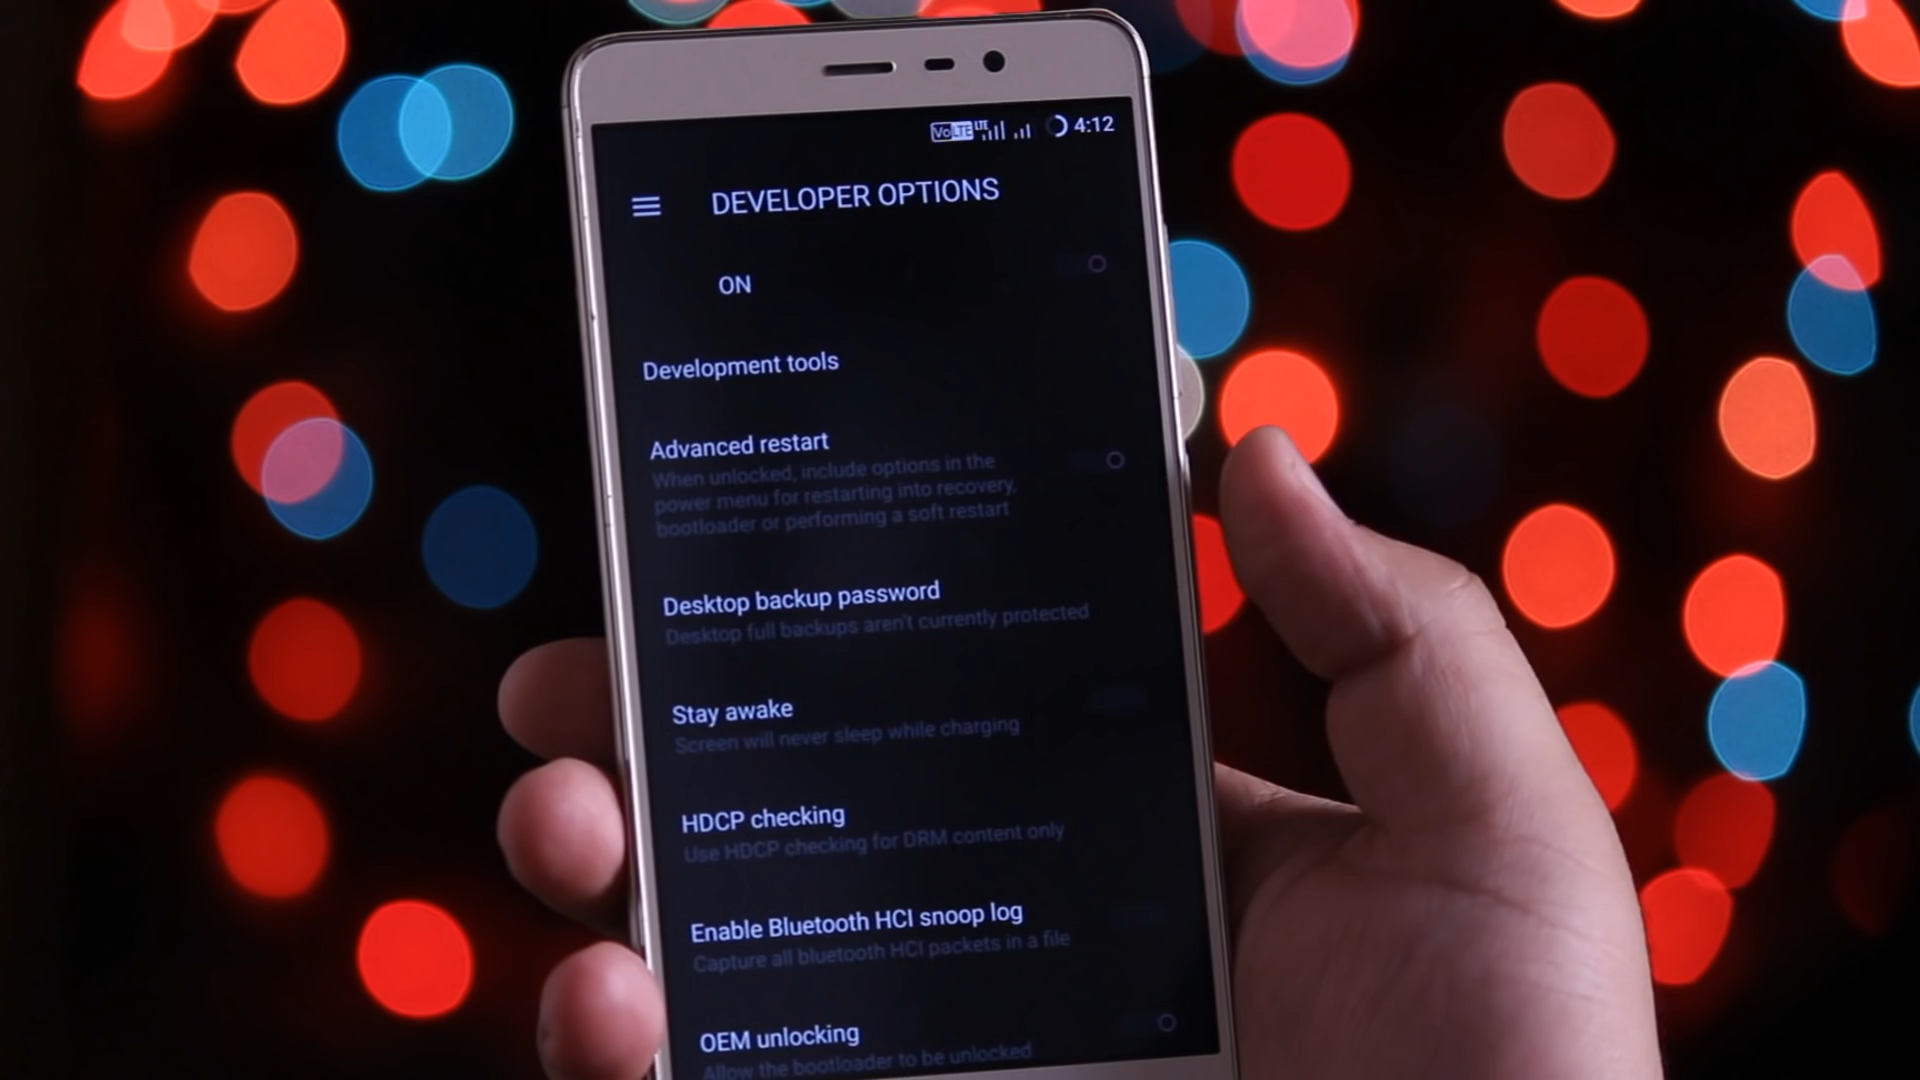 VoLTE LTE 4:12
DEVELOPER OPTIONS
ON
Development tools
Advanced restart
When unlocked, include options in the
power menu for restarting into recovery,
bootloader or performing a soft restart
Desktop backup password
Desktop full backups aren't currently protected
Stay awake
Screen will never sleep while charging
HDCP checking
Use HDCP checking for DRM content only
Enable Bluetooth HCI snoop log
Capture all bluetooth HCI packets in a file
OEM unlocking
Allow the bootloader to be unlocked